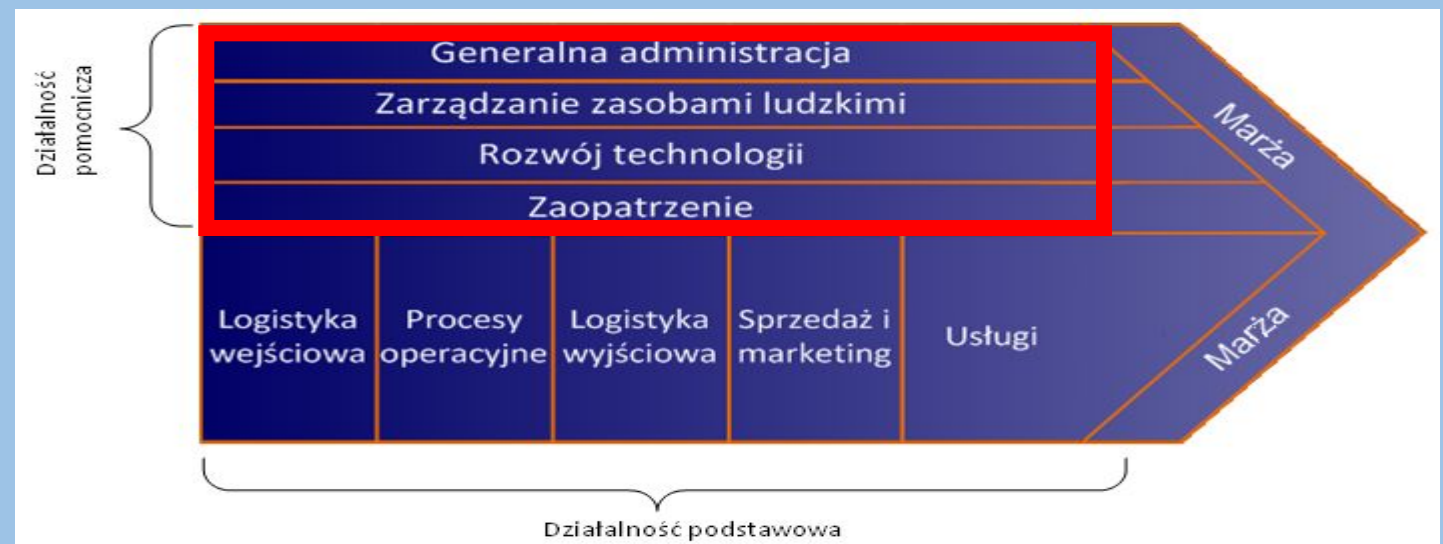 Działalność
pomocnicza
Generalna administracja
Zarządzanie zasobami ludzkimi
Rozwój technologii
Zaopatrzenie
Marża
Logistyka
wejściowa
Procesy
operacyjne
Logistyka
wyjściowa
Sprzedaż i
marketing
Usługi
Marża
Działalność podstawowa